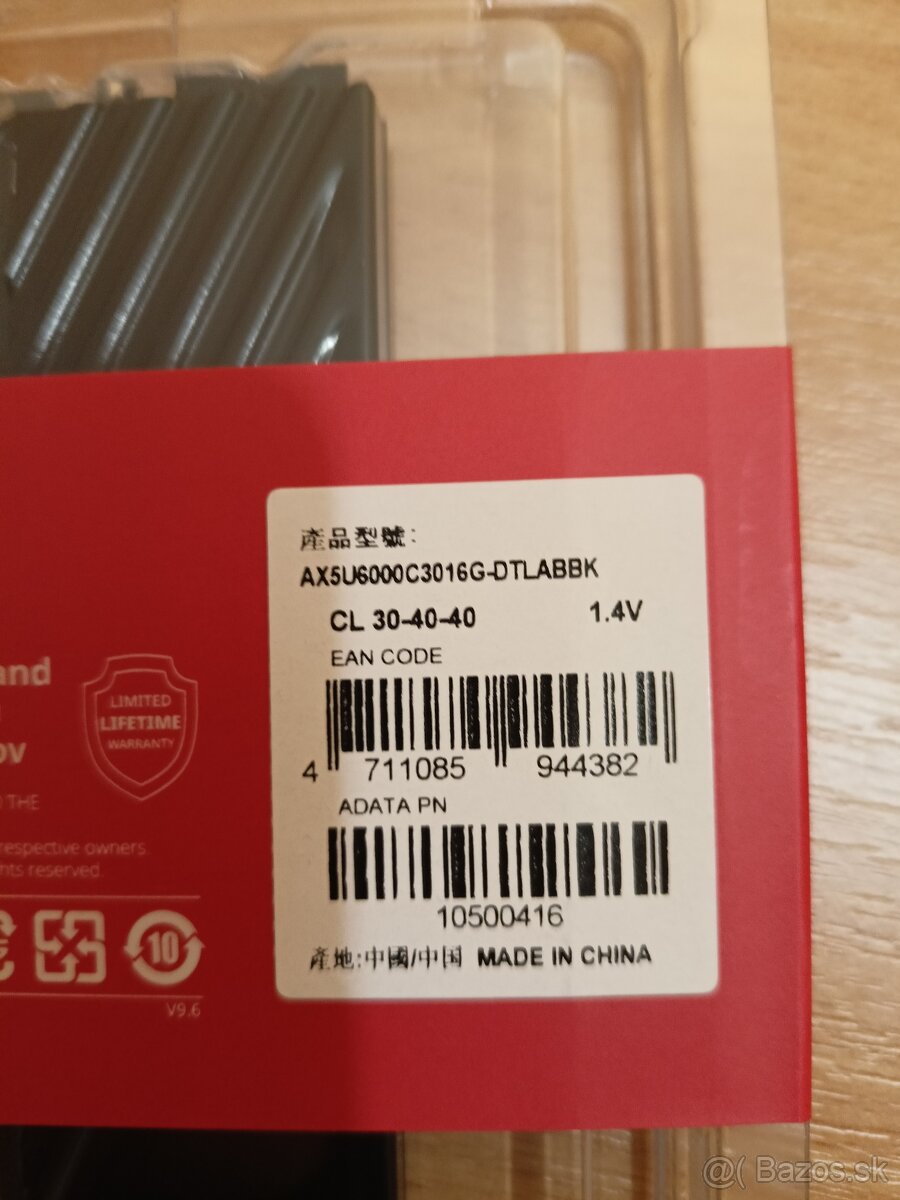 產品型號:
AX5U6000C3016G-DTLABBK
CL 30-40-40 1.4V
EAN CODE
4 711085 944382
ADATA PN
10500416
產地:中國/中国 MADE IN CHINA
and
ov
THE
LIMITED
LIFETIME
WARRANTY
respective owners.
reserved.
10
V9.6
@( Bazos.sk